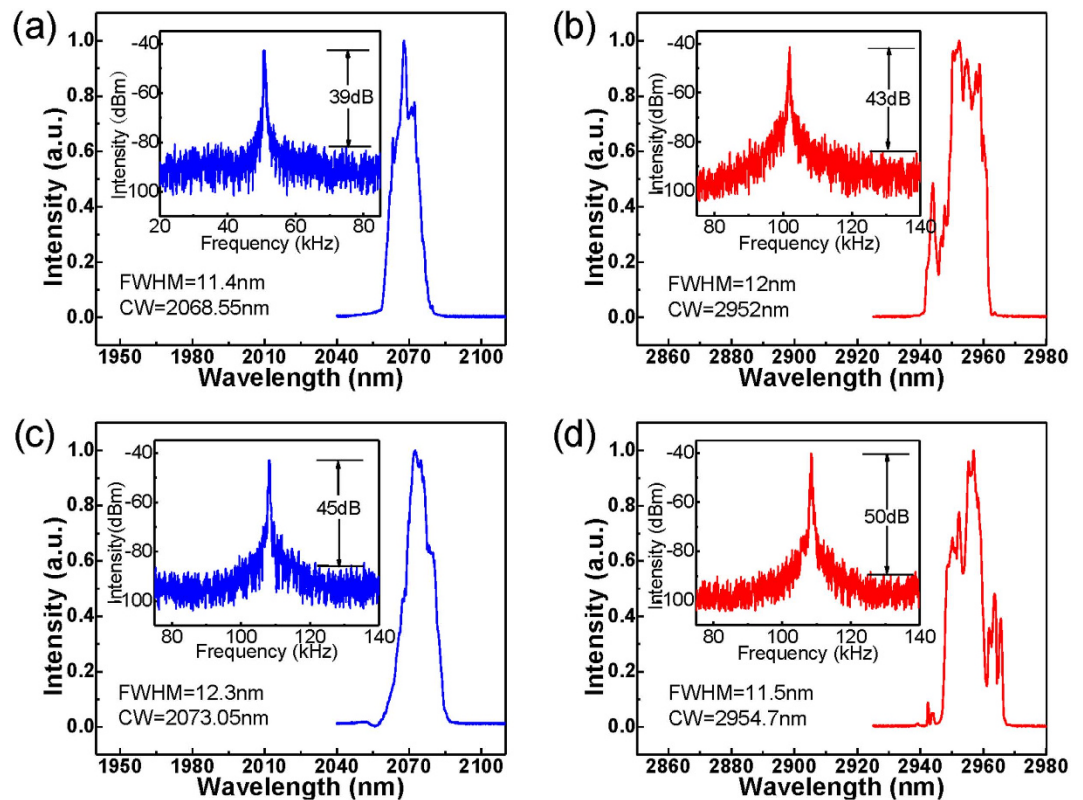 (a)
Intensity (a.u.)
1.0
0.8
0.6
0.4
0.2
0.0
Intensity (dBm)
-40
-60
-80
100
39dB
20 40 60 80
Frequency (kHz)
FWHM=11.4nm
CW=2068.55nm
1950 1980 2010 2040 2070 2100
Wavelength (nm)
(b)
Intensity (a.u.)
1.0
0.8
0.6
0.4
0.2
0.0
Intensity(dBm)
-40
-60
-80
100
43dB
80 100 120 140
Frequency (kHz)
FWHM=12nm
CW=2952nm
2860 2880 2900 2920 2940 2960 2980
Wavelength (nm)
(c)
Intensity (a.u.)
1.0
0.8
0.6
0.4
0.2
0.0
Intensity(dBm)
-40
-60
-80
100
45dB
80 100 120 140
Frequency (kHz)
FWHM=12.3nm
CW=2073.05nm
1950 1980 2010 2040 2070 2100
Wavelength (nm)
(d)
Intensity (a.u.)
1.0
0.8
0.6
0.4
0.2
0.0
Intensity (dBm)
-40
-60
-80
100
50dB
80 100 120 140
Frequency (kHz)
FWHM=11.5nm
CW=2954.7nm
2860 2880 2900 2920 2940 2960 2980
Wavelength (nm)